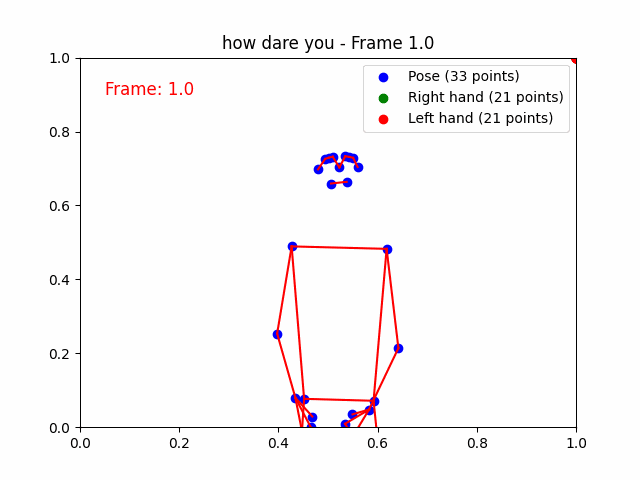 how dare you - Frame 1.0
Frame: 1.0
Pose (33 points)
Right hand (21 points)
Left hand (21 points)
1.0
0.8
0.6
0.4
0.2
0.0
0.0 0.2 0.4 0.6 0.8 1.0